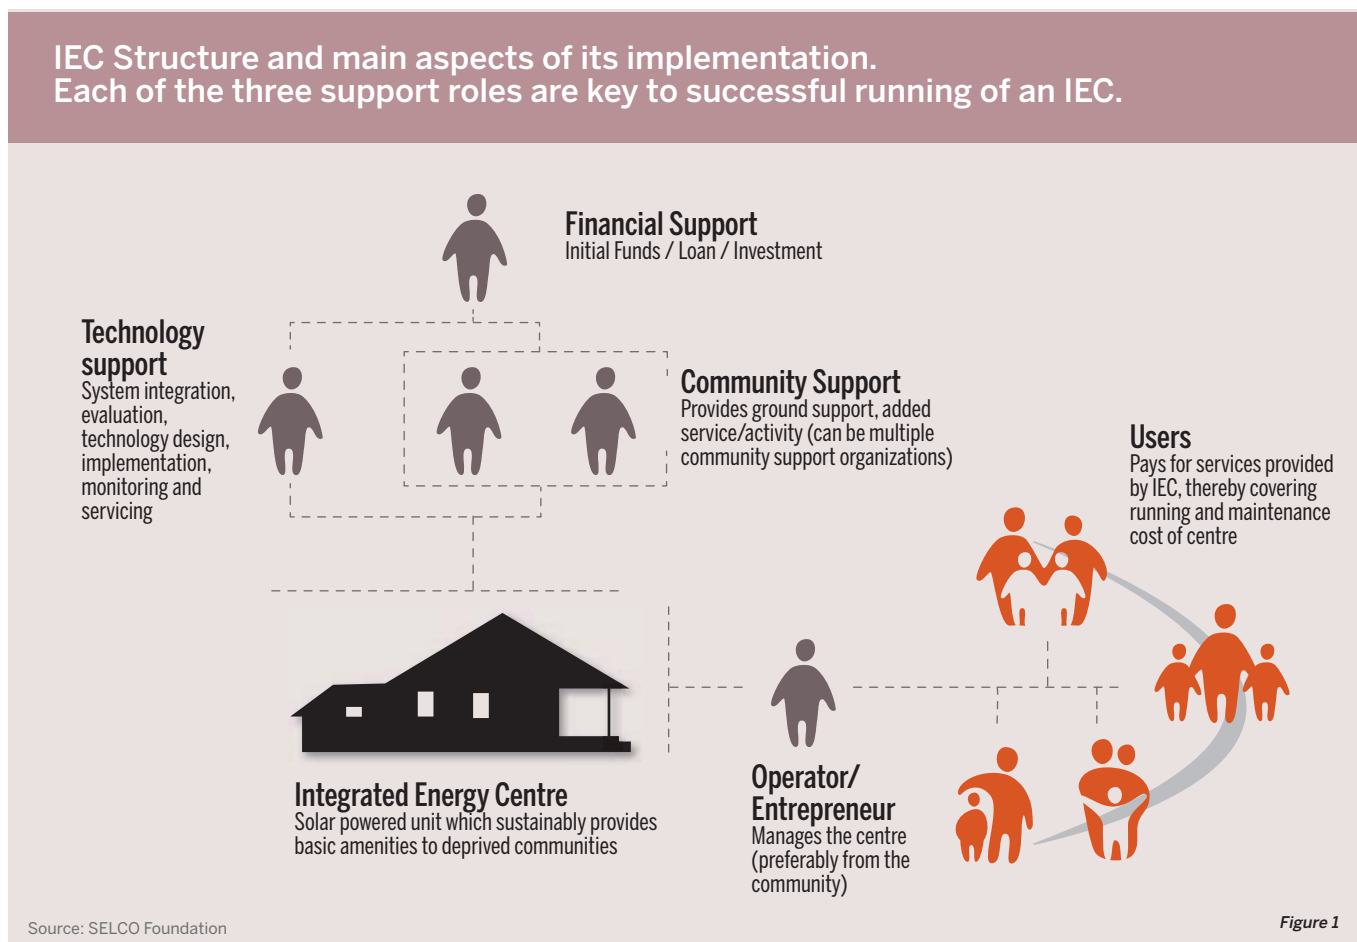 IEC Structure and main aspects of its implementation.
Each of the three support roles are key to successful running of an IEC.
Financial Support
Initial Funds / Loan / Investment
Technology
support
System integration,
evaluation,
technology design,
implementation,
monitoring and
servicing
Community Support
Provides ground support, added
service/activity (can be multiple
community support organizations)
Users
Pays for services provided
by IEC, thereby covering
running and maintenance
cost of centre
Integrated Energy Centre
Solar powered unit which sustainably provides
basic amenities to deprived communities
Operator/
Entrepreneur
Manages the centre
(preferably from the
community)
Source: SELCO Foundation
Figure 1